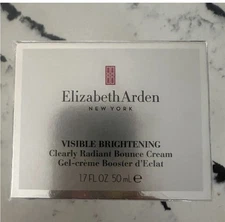 Elizabeth Arden
NEW YORK
VISIBLE BRIGHTENING
Clearly Radiant Bounce Cream
Gel-crème Booster d'Eclat
1.7 FL OZ 50 mL e